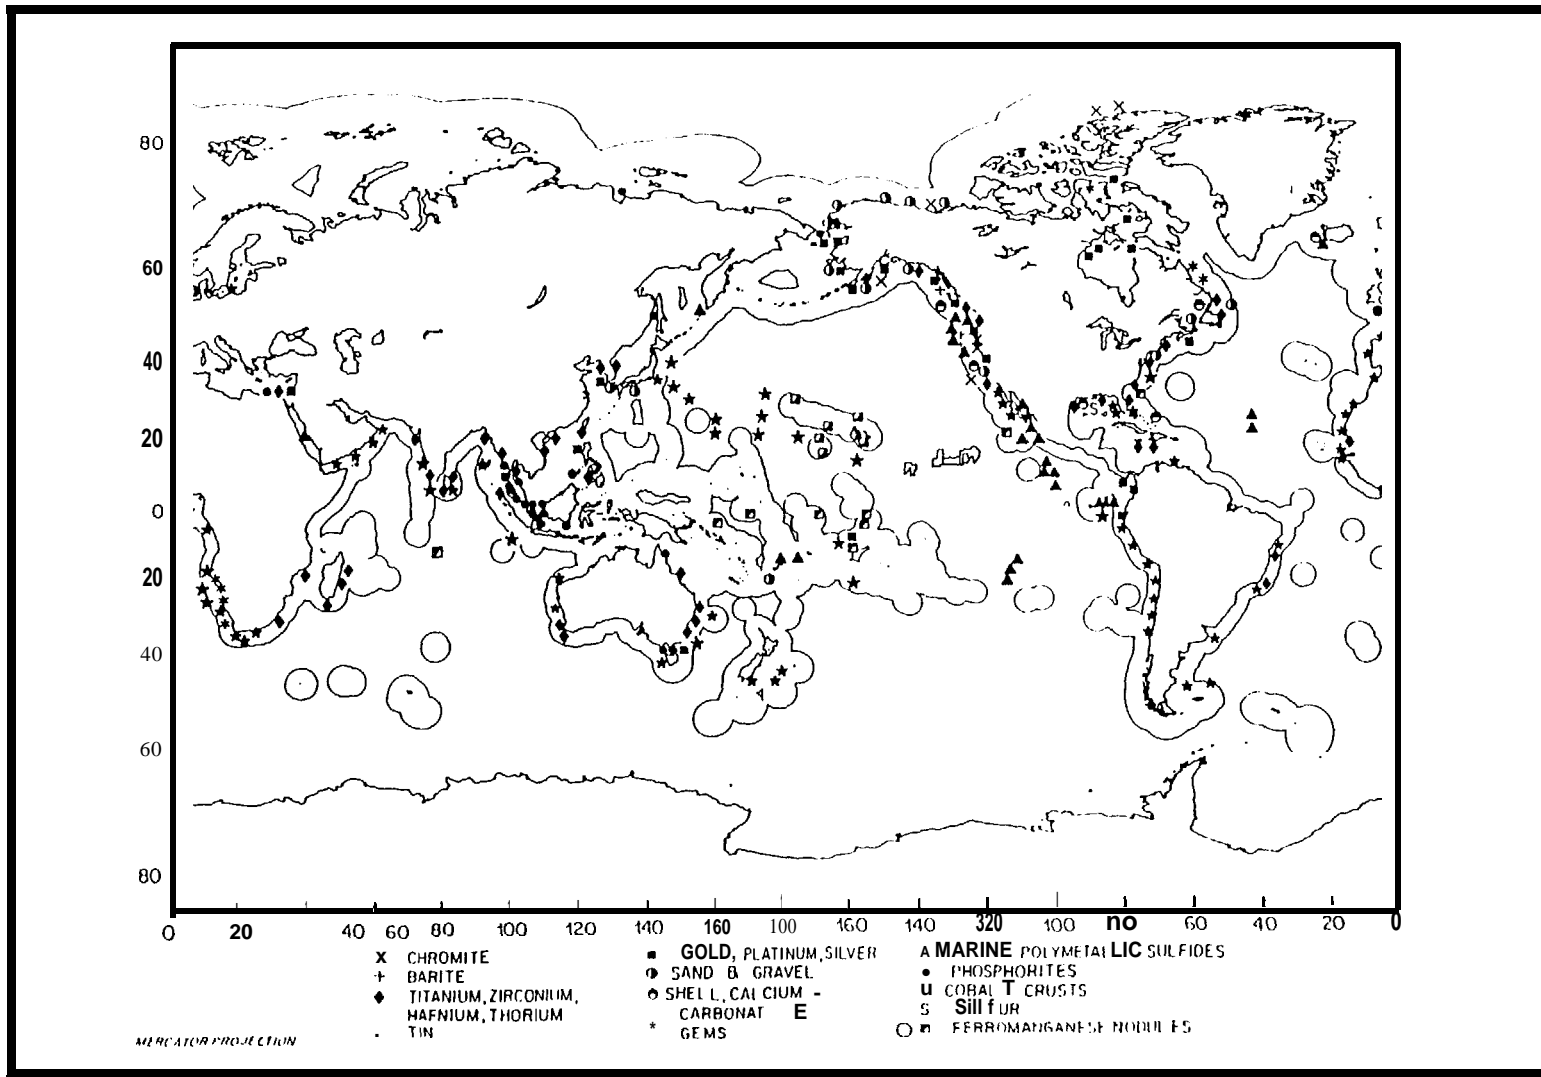 80
60
40
20
0
20
40
60
80
0 20 40 60 80 100 120 140 160 100 160 140 320 100 no 60 40 20 0
X CHROMITE
+ BARITE
♦ TITANIUM, ZIRCONIUM,
HAFNIUM, THORIUM
. TIN
■ GOLD, PLATINUM, SILVER
◑ SAND & GRAVEL
SHELL, CALCIUM -
CARBONAT E
* GEMS
A MARINE POLYMETALLIC SULFIDES
• PHOSPHORITES
u COBALT CRUSTS
S Sill fUR
FERROMANGANESE NODULES
MERCATOR PROJECTION